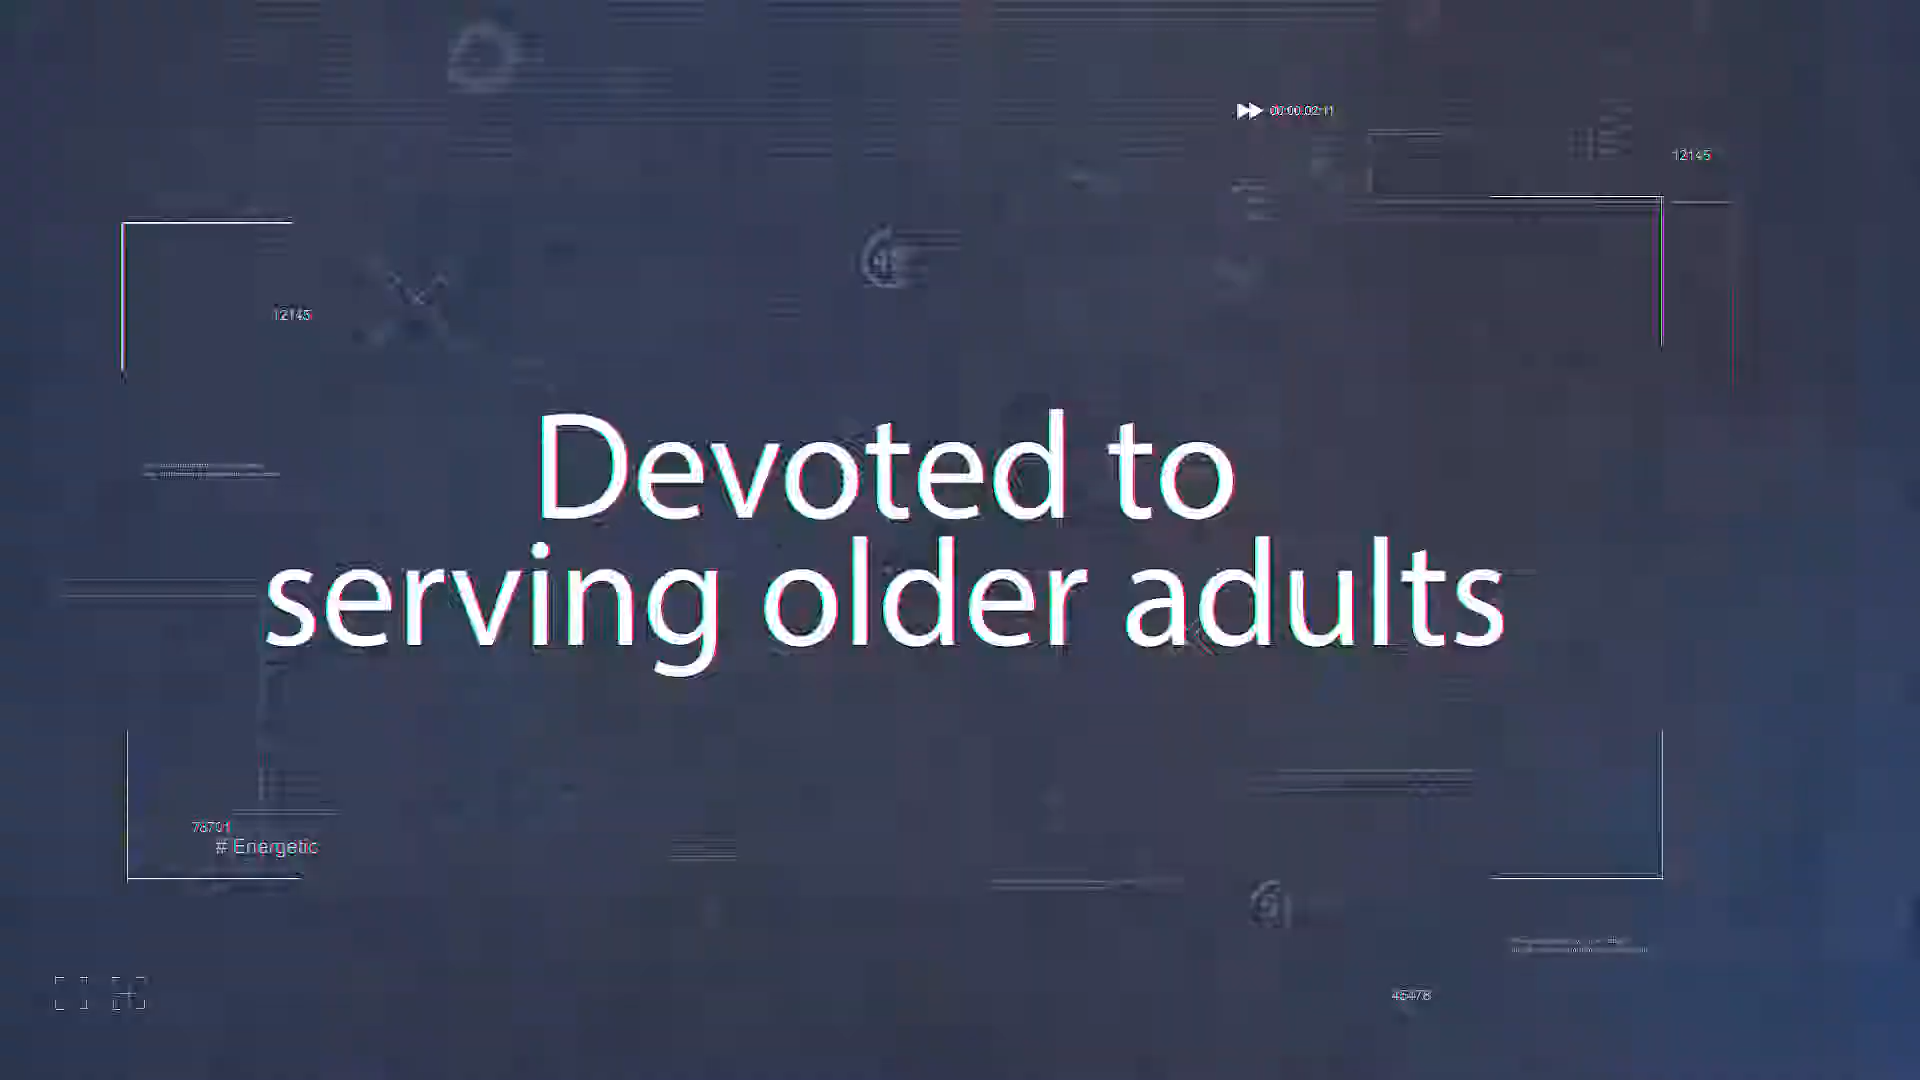 00:00:02:11
12145
12145
Devoted to
serving older adults
78701
# Energetic
45478